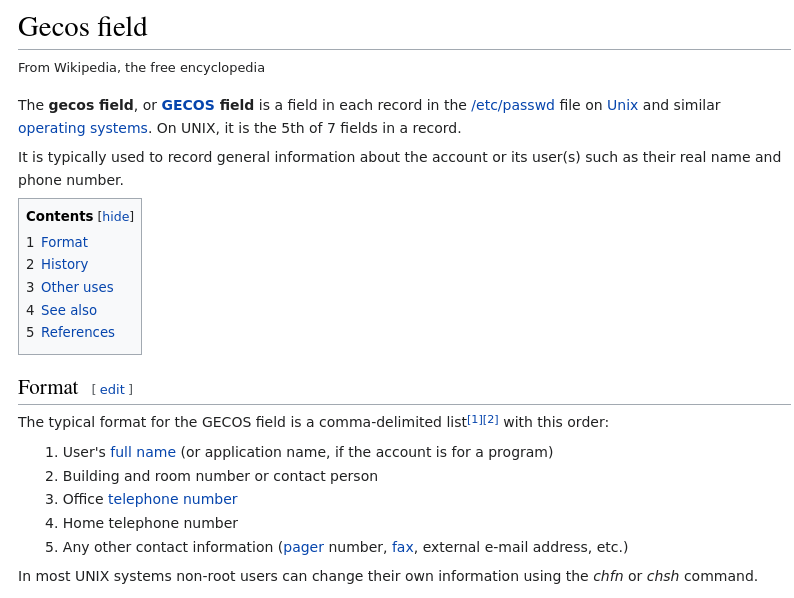 Gecos field
From Wikipedia, the free encyclopedia
The gecos field, or GECOS field is a field in each record in the /etc/passwd file on Unix and similar
operating systems. On UNIX, it is the 5th of 7 fields in a record.
It is typically used to record general information about the account or its user(s) such as their real name and
phone number.
Contents [hide]
1 Format
2 History
3 Other uses
4 See also
5 References
Format [ edit ]
The typical format for the GECOS field is a comma-delimited list[1][2] with this order:
1. User's full name (or application name, if the account is for a program)
2. Building and room number or contact person
3. Office telephone number
4. Home telephone number
5. Any other contact information (pager number, fax, external e-mail address, etc.)
In most UNIX systems non-root users can change their own information using the chfn or chsh command.